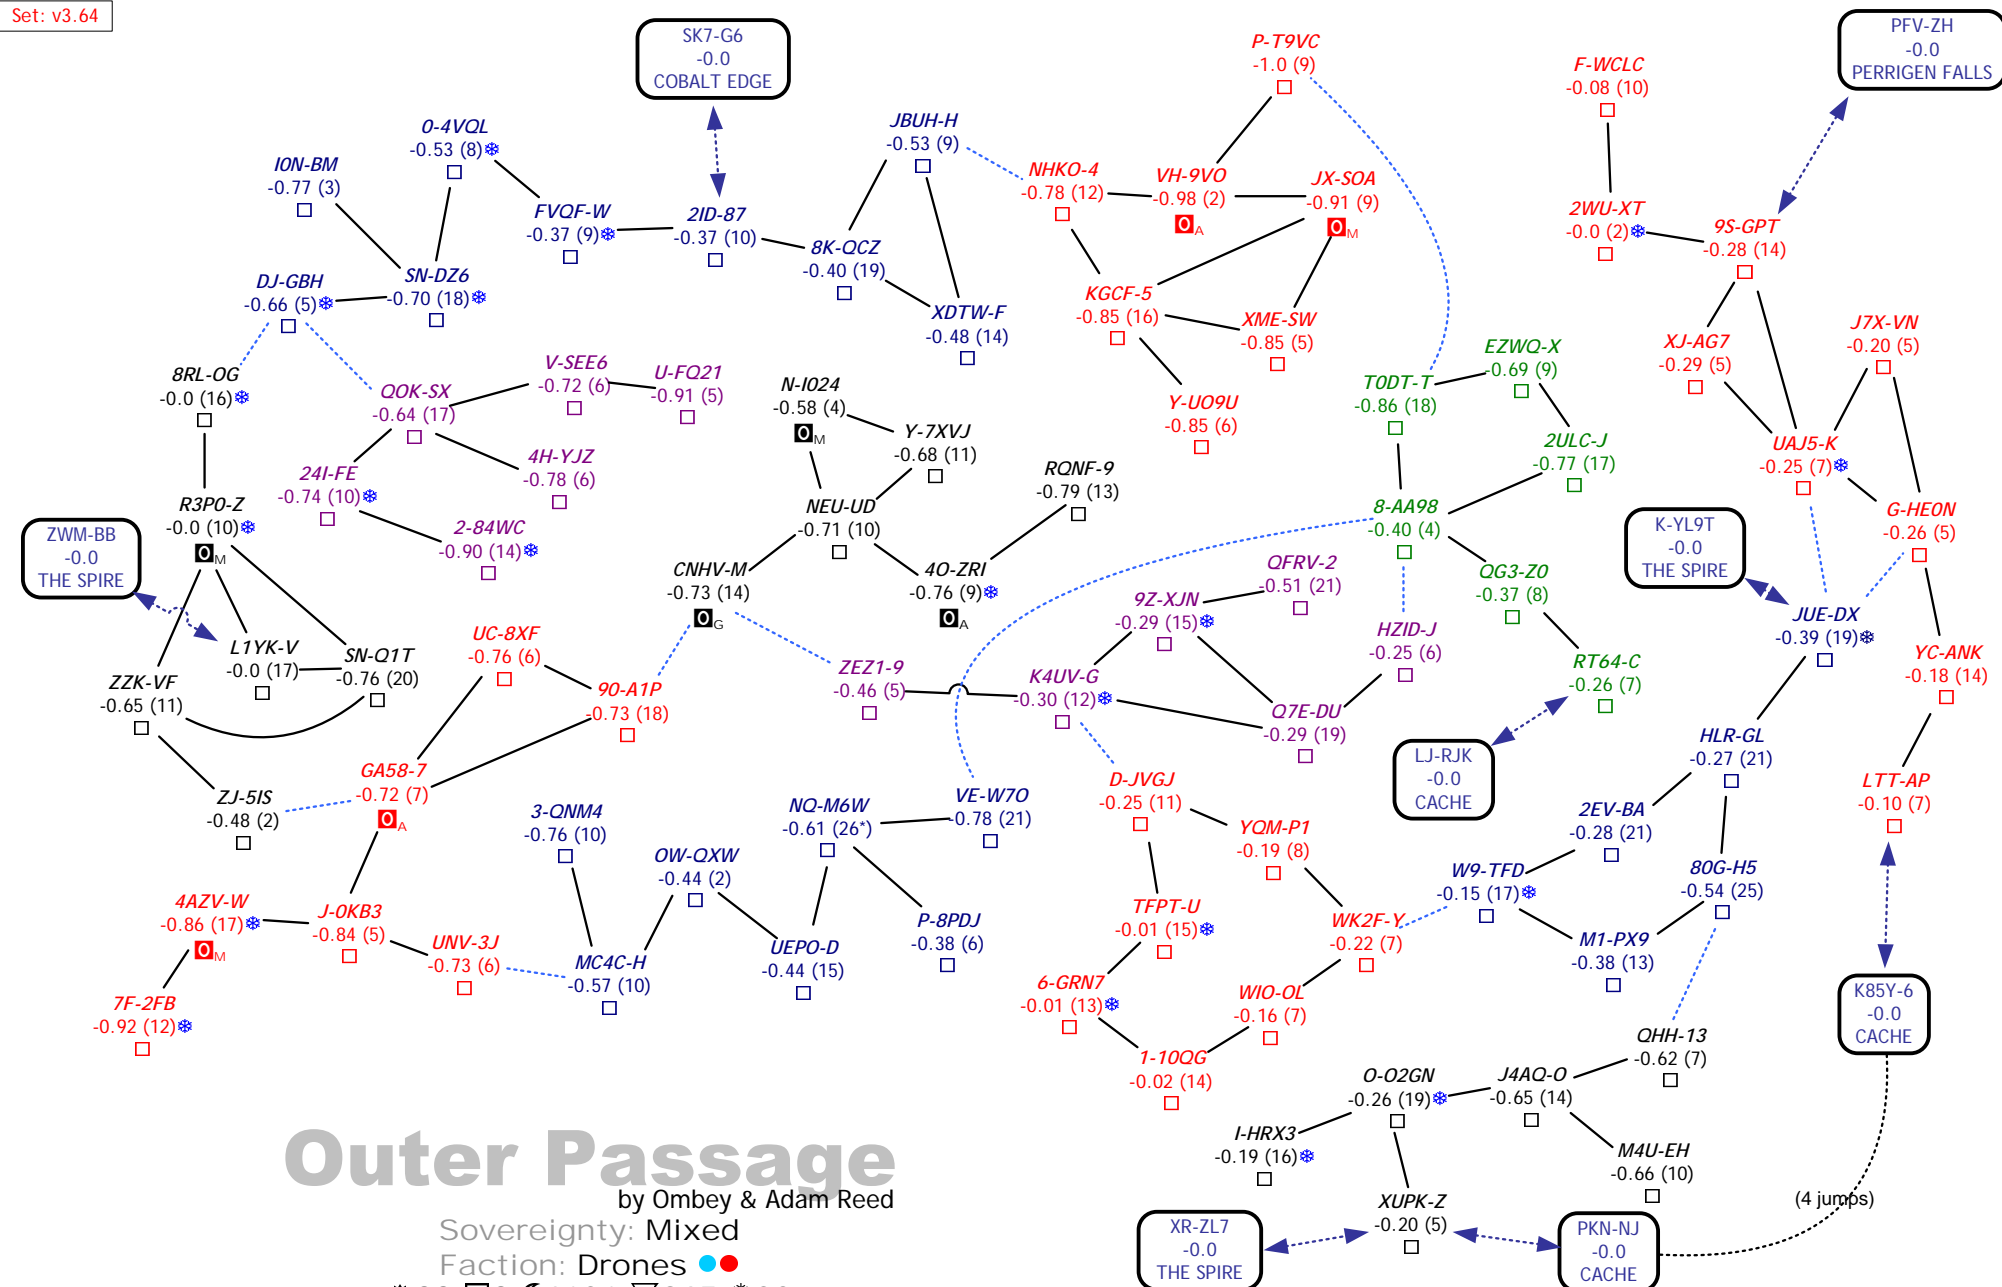 Set: v3.64
SK7-G6
-0.0
COBALT EDGE
PFV-ZH
-0.0
PERRIGEN FALLS
P-T9VC
-1.0 (9)
F-WCLC
-0.08 (10)
0-4VQL
-0.53 (8)
JBUH-H
-0.53 (9)
I0N-BM
-0.77 (3)
NHKO-4
-0.78 (12)
VH-9VO
-0.98 (2)
0A
JX-SOA
-0.91 (9)
0M
FVQF-W
-0.37 (9)
2ID-87
-0.37 (10)
8K-QCZ
-0.40 (19)
2WU-XT
-0.0 (2)
9S-GPT
-0.28 (14)
DJ-GBH
-0.66 (5)
SN-DZ6
-0.70 (18)
KGCF-5
-0.85 (16)
XDTW-F
-0.48 (14)
XME-SW
-0.85 (5)
J7X-VN
-0.20 (5)
XJ-AG7
-0.29 (5)
EZWQ-X
-0.69 (9)
8RL-OG
-0.0 (16)
V-SEE6
-0.72 (6)
U-FQ21
-0.91 (5)
QOK-SX
-0.64 (17)
N-IO24
-0.58 (4)
0M
T0DT-T
-0.86 (18)
Y-UO9U
-0.85 (6)
Y-7XVJ
-0.68 (11)
2ULC-J
-0.77 (17)
UAJ5-K
-0.25 (7)
4H-YJZ
-0.78 (6)
24I-FE
-0.74 (10)
RQNF-9
-0.79 (13)
R3P0-Z
-0.0 (10)
0M
NEU-UD
-0.71 (10)
8-AA98
-0.40 (4)
G-HE0N
-0.26 (5)
2-84WC
-0.90 (14)
ZWM-BB
-0.0
THE SPIRE
K-YL9T
-0.0
THE SPIRE
CNHV-M
-0.73 (14)
0G
4O-ZRI
-0.76 (9)
0A
QFRV-2
-0.51 (21)
QG3-Z0
-0.37 (8)
9Z-XJN
-0.29 (15)
JUE-DX
-0.39 (19)
HZID-J
-0.25 (6)
UC-8XF
-0.76 (6)
L1YK-V
-0.0 (17)
SN-Q1T
-0.76 (20)
YC-ANK
-0.18 (14)
RT64-C
-0.26 (7)
ZEZ1-9
-0.46 (5)
K4UV-G
-0.30 (12)
ZZK-VF
-0.65 (11)
90-A1P
-0.73 (18)
Q7E-DU
-0.29 (19)
HLR-GL
-0.27 (21)
LJ-RJK
-0.0
CACHE
GA58-7
-0.72 (7)
0A
D-JVGJ
-0.25 (11)
LTT-AP
-0.10 (7)
ZJ-5IS
-0.48 (2)
3-QNM4
-0.76 (10)
NQ-M6W
-0.61 (26*)
VE-W7O
-0.78 (21)
2EV-BA
-0.28 (21)
YQM-P1
-0.19 (8)
OW-QXW
-0.44 (2)
W9-TFD
-0.15 (17)
80G-H5
-0.54 (25)
4AZV-W
-0.86 (17)
0M
J-0KB3
-0.84 (5)
TFPT-U
-0.01 (15)
WK2F-Y
-0.22 (7)
P-8PDJ
-0.38 (6)
UNV-3J
-0.73 (6)
UEPO-D
-0.44 (15)
M1-PX9
-0.38 (13)
MC4C-H
-0.57 (10)
6-GRN7
-0.01 (13)
WIO-OL
-0.16 (7)
K85Y-6
-0.0
CACHE
7F-2FB
-0.92 (12)
QHH-13
-0.62 (7)
1-10QG
-0.02 (14)
O-O2GN
-0.26 (19)
J4AQ-O
-0.65 (14)
I-HRX3
-0.19 (16)
M4U-EH
-0.66 (10)
Outer Passage
by Ombey & Adam Reed
(4 jumps)
XUPK-Z
-0.20 (5)
XR-ZL7
-0.0
THE SPIRE
PKN-NJ
-0.0
CACHE
Sovereignty: Mixed
Faction: Drones